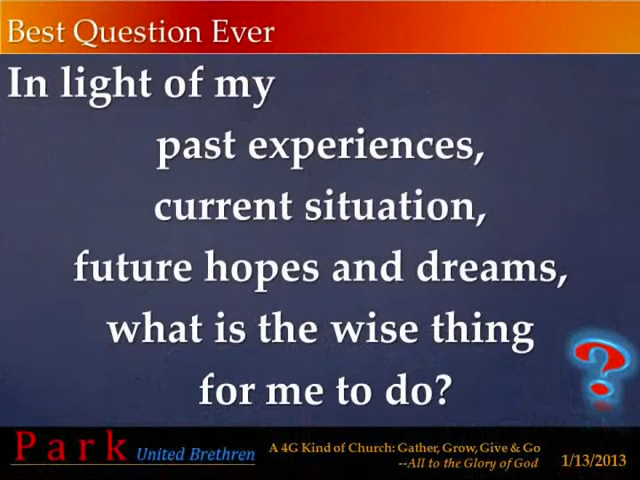 Best Question Ever
In light of my
past experiences,
current situation,
future hopes and dreams,
what is the wise thing
for me to do?
?
Park United Brethren
A 4G Kind of Church: Gather, Grow, Give & Go
--All to the Glory of God
1/13/2013